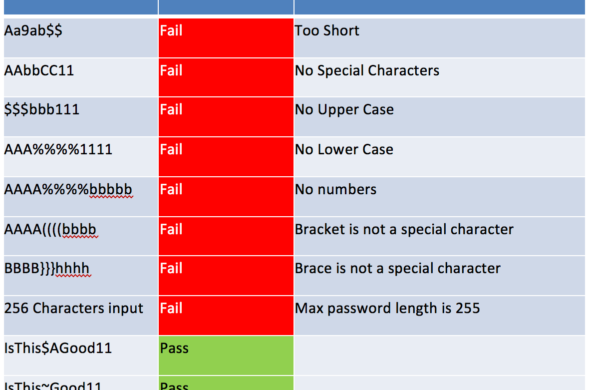 Aa9ab$$ Fail Too Short
AAbbCC11 Fail No Special Characters
$$$bbb111 Fail No Upper Case
AAA%%%%1111 Fail No Lower Case
AAAA%%%%bbbbb Fail No numbers
AAAA((((bbbb Fail Bracket is not a special character
BBBB}}}hhhh Fail Brace is not a special character
256 Characters input Fail Max password length is 255
IsThis$AGood11 Pass
IsThis~Good11 Pass